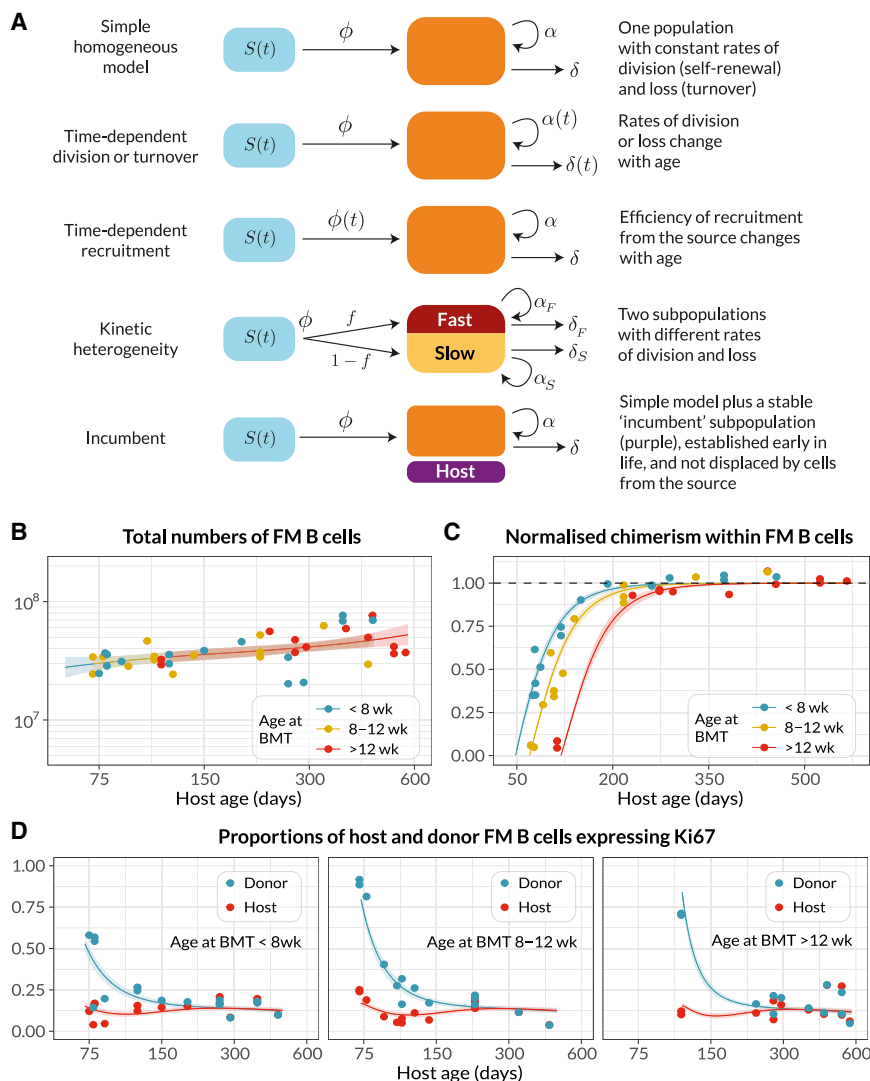 A
Simple
homogeneous
model
S(t)
ϕ
α
δ
One population
with constant rates of
division (self-renewal)
and loss (turnover)
Time-dependent
division or turnover
S(t)
ϕ
α(t)
δ(t)
Rates of division
or loss change
with age
Time-dependent
recruitment
S(t)
ϕ(t)
α
δ
Efficiency of recruitment
from the source changes
with age
Kinetic
heterogeneity
S(t)
ϕ
f
1 − f
Fast
Slow
α_F
δ_F
δ_S
α_S
Two subpopulations
with different rates
of division and loss
Incumbent
S(t)
ϕ
α
δ
Host
Simple model plus a stable
‘incumbent’ subpopulation
(purple), established early in
life, and not displaced by cells
from the source
B
Total numbers of FM B cells
10⁸
10⁷
Age at
BMT
< 8 wk
8−12 wk
>12 wk
75 150 300 600
Host age (days)
C
Normalised chimerism within FM B cells
1.00
0.75
0.50
0.25
0.00
Age at
BMT
< 8 wk
8−12 wk
>12 wk
50 200 350 500
Host age (days)
D
Proportions of host and donor FM B cells expressing Ki67
1.00
0.75
0.50
0.25
0.00
Donor
Host
Age at BMT < 8wk
75 150 300 600
Donor
Host
Age at BMT 8−12 wk
75 150 300 600
Donor
Host
Age at BMT >12 wk
75 150 300 600
Host age (days)